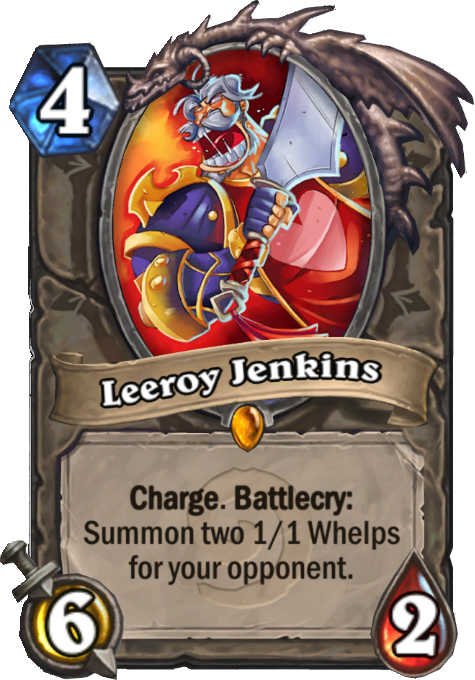 4
Leeroy Jenkins
Charge. Battlecry:
Summon two 1/1 Whelps
for your opponent.
6
2